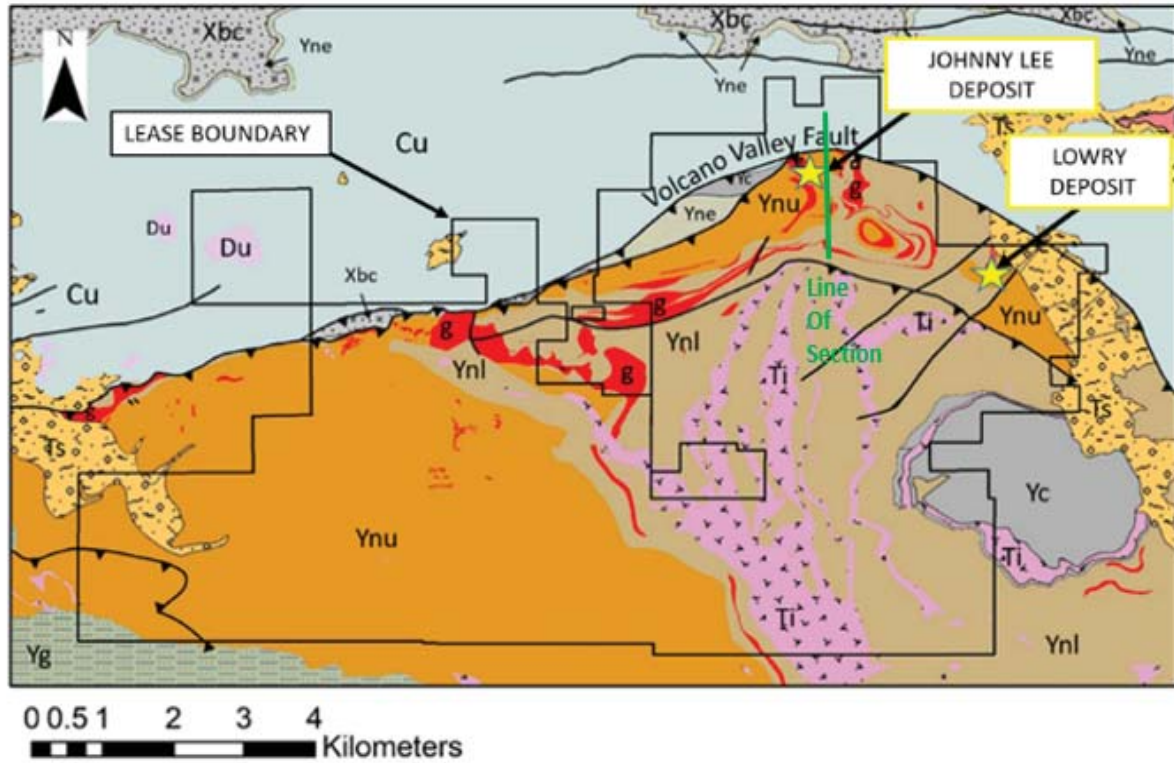 Xbc
Yne
Xbc
Yne
Xbc
Yne
N
JOHNNY LEE
DEPOSIT
LEASE BOUNDARY
Cu
Volcano Valley Fault
Ts
LOWRY
DEPOSIT
Yc
g
Ynu
Yne
Du
Du
Xbc
Cu
Line
Of
Section
g
Ynl
Ti
Ynu
g
Ynl
g
Ti
Ts
g
Ts
Yc
Ynu
Ti
Ti
Yg
Ynl
0 0.5 1 2 3 4
Kilometers